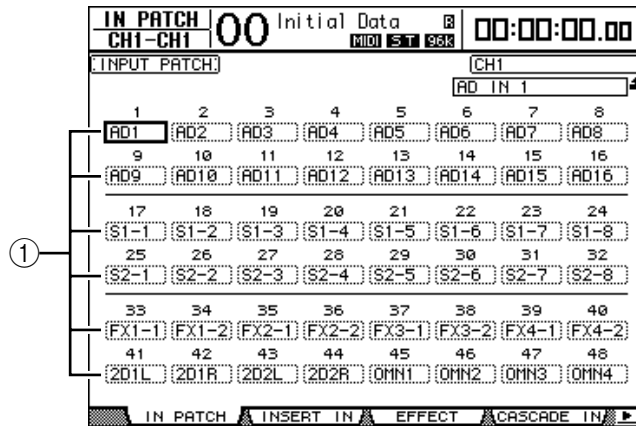 IN PATCH 00 Initial Data R 00:00:00.00
CH1-CH1 MIDI ST 96k
INPUT PATCH CH1
AD IN 1
1 2 3 4 5 6 7 8
AD1 AD2 AD3 AD4 AD5 AD6 AD7 AD8
9 10 11 12 13 14 15 16
AD9 AD10 AD11 AD12 AD13 AD14 AD15 AD16
17 18 19 20 21 22 23 24
S1-1 S1-2 S1-3 S1-4 S1-5 S1-6 S1-7 S1-8
① 25 26 27 28 29 30 31 32
S2-1 S2-2 S2-3 S2-4 S2-5 S2-6 S2-7 S2-8
33 34 35 36 37 38 39 40
FX1-1 FX1-2 FX2-1 FX2-2 FX3-1 FX3-2 FX4-1 FX4-2
41 42 43 44 45 46 47 48
2D1L 2D1R 2D2L 2D2R OMN1 OMN2 OMN3 OMN4
IN PATCH INSERT IN EFFECT CASCADE IN